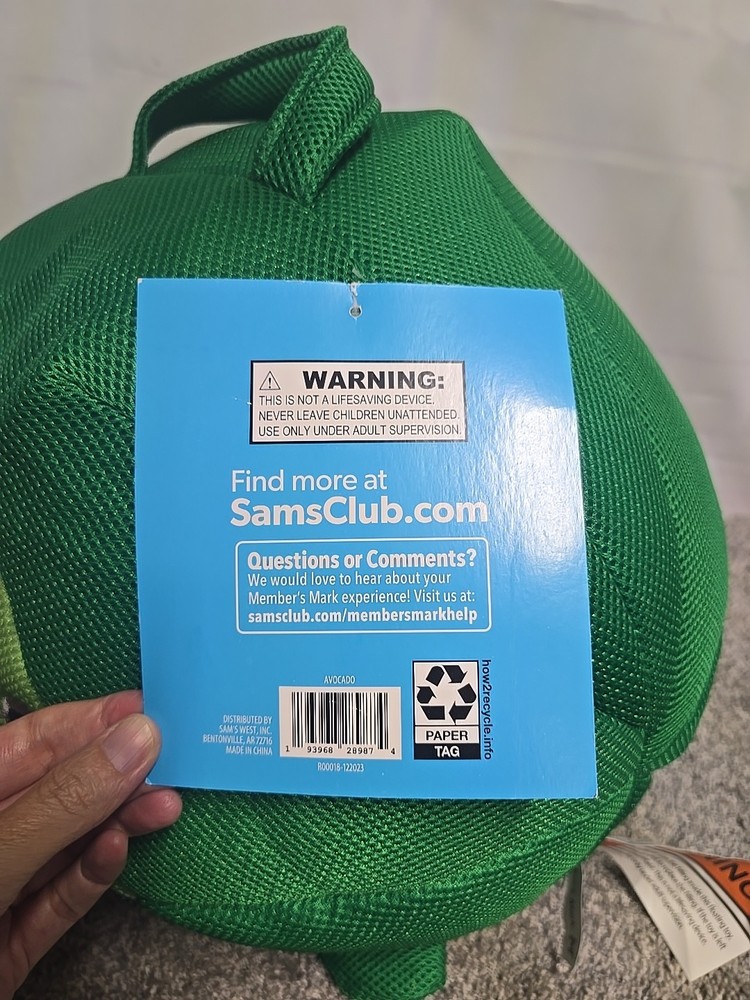 WARNING:
THIS IS NOT A LIFESAVING DEVICE.
NEVER LEAVE CHILDREN UNATTENDED.
USE ONLY UNDER ADULT SUPERVISION.
Find more at
SamsClub.com
Questions or Comments?
We would love to hear about your
Member's Mark experience! Visit us at:
samsclub.com/membersmarkhelp
AVOCADO
DISTRIBUTED BY
SAM'S WEST, INC.
BENTONVILLE, AR 72716
MADE IN CHINA
1 93968 28987 4
R00018-122023
PAPER
TAG
how2recycle.info